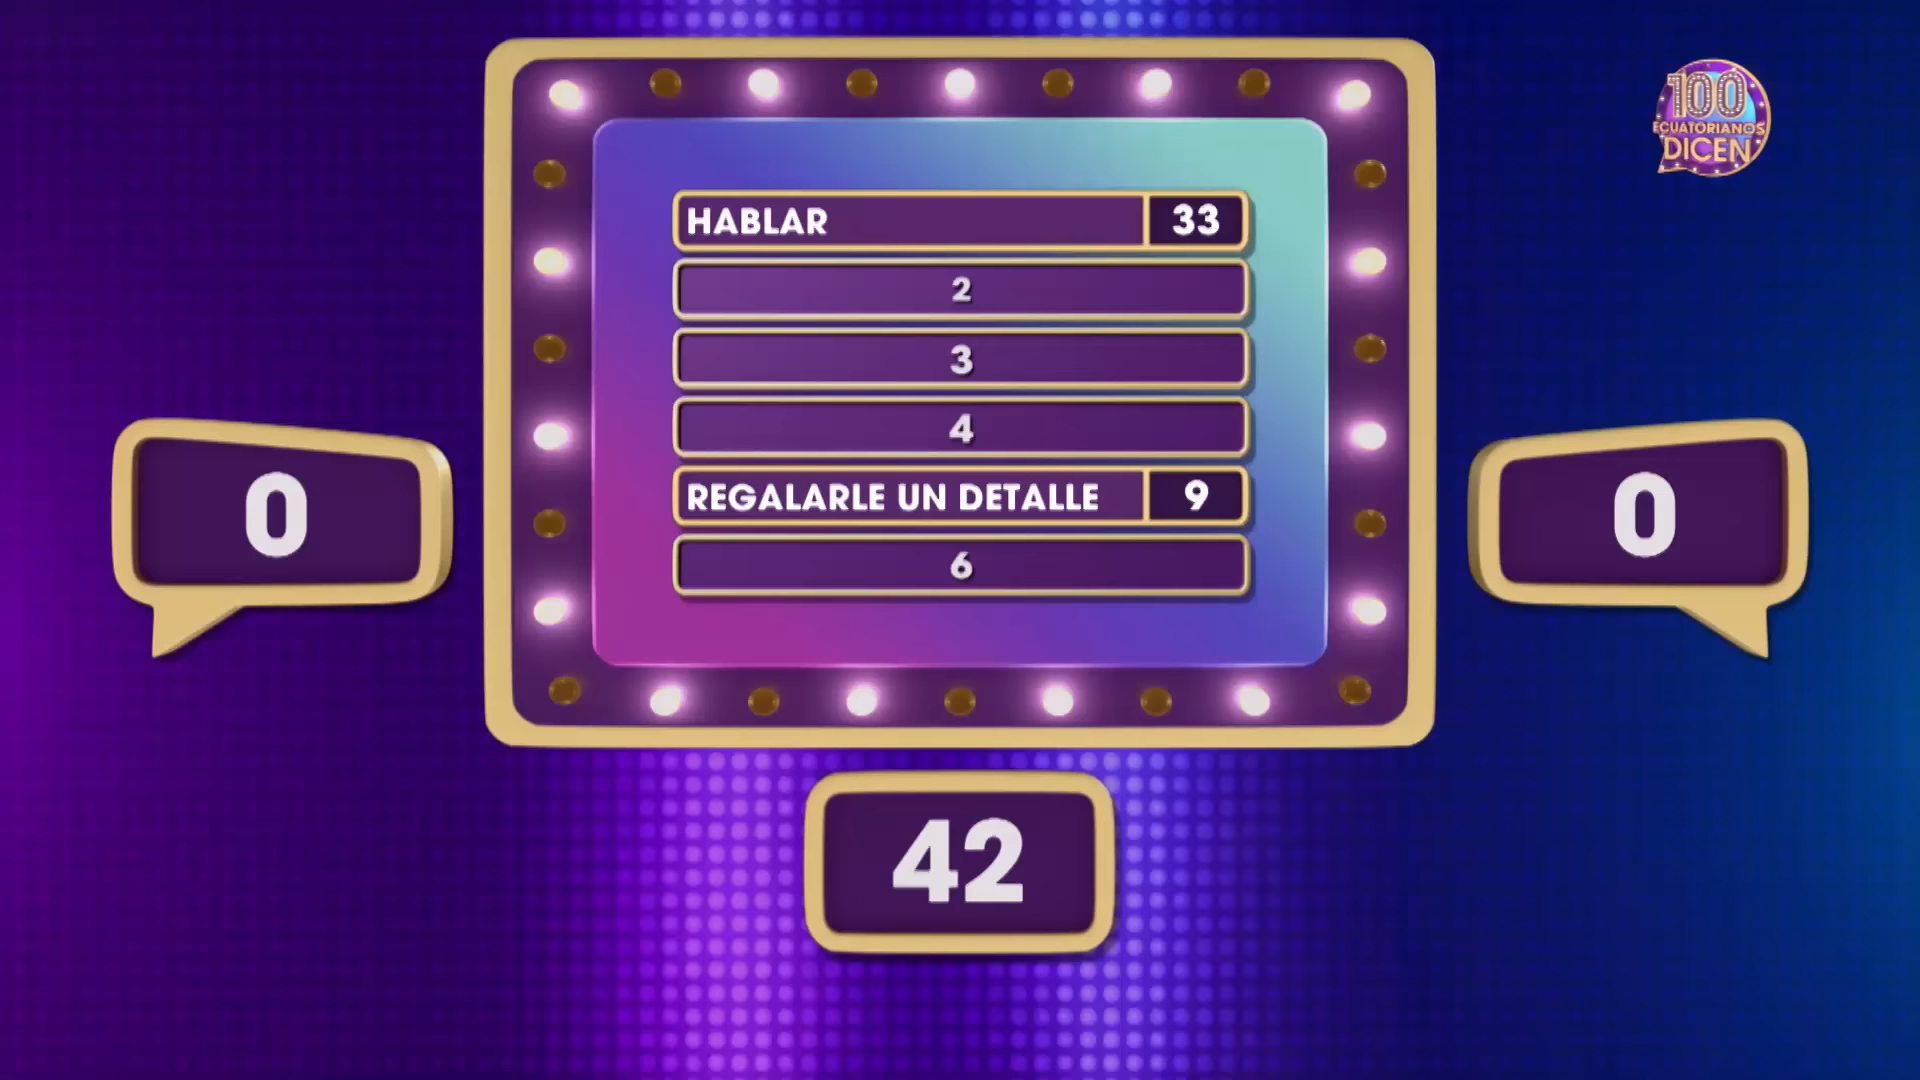 100
ECUATORIANOS
DICEN
HABLAR 33
2
3
4
REGALARLE UN DETALLE 9
6
0
0
42